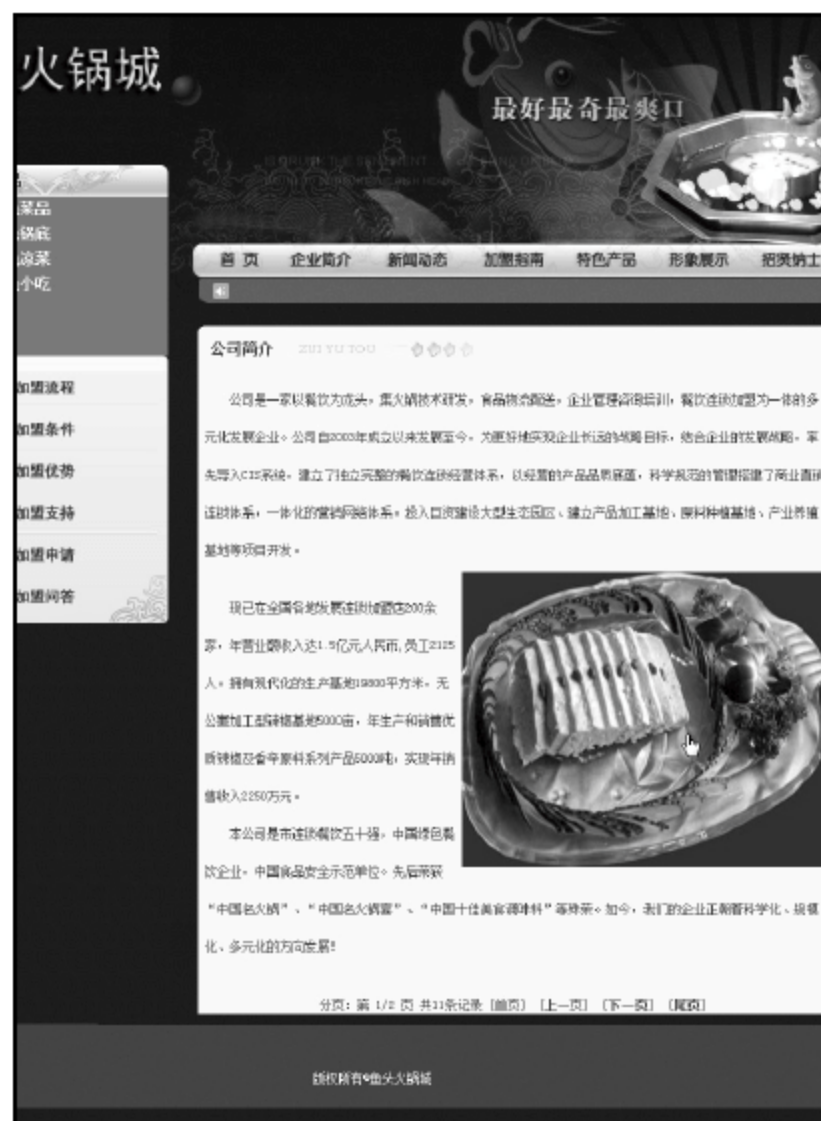 火锅城
最好最奇最爽口
菜品
锅底
凉菜
小吃
首 页 企业简介 新闻动态 加盟指南 特色产品 形象展示 招贤纳士
加盟流程
加盟条件
加盟优势
加盟支持
加盟申请
加盟问答
公司简介 ZUI YU TOU
公司是一家以餐饮为龙头，集火锅技术研发，食品物流配送，企业管理咨询培训，餐饮连锁加盟为一体的多
元化发展企业。公司自2003年成立以来发展至今。为更好地实现企业长远的战略目标，结合企业的发展战略。率
先导入CIS系统。建立了独立完整的餐饮连锁经营体系，以经营的产品品质底蕴，科学规范的管理搭建了商业直销
连锁体系，一体化的营销网络体系。投入巨资建设大型生态园区、建立产品加工基地、原料种植基地、产业养殖
基地等项目开发。
现已在全国各地发展连锁加盟店200余
家，年营业额收入达1.5亿元人民币,员工2125
人。拥有现代化的生产基地19800平方米。无
公害加工型辣椒基地5000亩，年生产和销售优
质辣椒及香辛原料系列产品5000吨，实现年销
售收入2250万元。
本公司是市连锁餐饮五十强，中国绿色餐
饮企业。中国食品安全示范单位。先后荣获
“中国名火锅”、“中国名火锅宴”、“中国十佳美食调味料”等殊荣。如今，我们的企业正朝着科学化、规模
化、多元化的方向发展！
分页：第 1/2 页 共11条记录 [首页] [上一页] [下一页] [尾页]
版权所有©鱼头火锅城